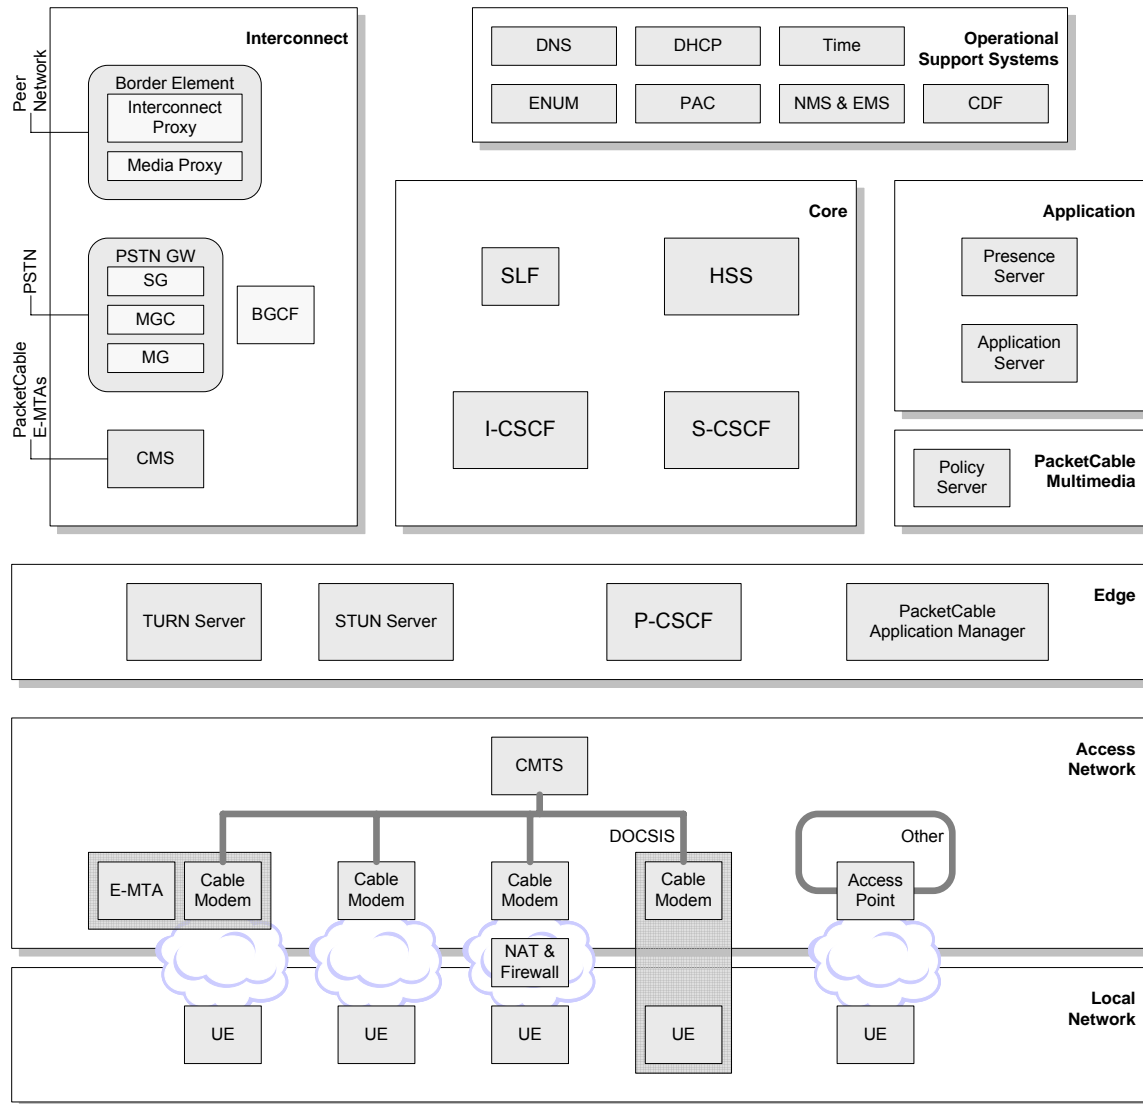 Peer
Network
PSTN
PacketCable
E-MTAs
Interconnect
Border Element
Interconnect
Proxy
Media Proxy
PSTN GW
SG
MGC
MG
BGCF
CMS
Operational
Support Systems
DNS
DHCP
Time
ENUM
PAC
NMS & EMS
CDF
Core
SLF
HSS
I-CSCF
S-CSCF
Application
Presence
Server
Application
Server
PacketCable
Multimedia
Policy
Server
Edge
TURN Server
STUN Server
P-CSCF
PacketCable
Application Manager
Access
Network
CMTS
DOCSIS
Other
E-MTA
Cable
Modem
Cable
Modem
Cable
Modem
Cable
Modem
Access
Point
NAT &
Firewall
Local
Network
UE
UE
UE
UE
UE